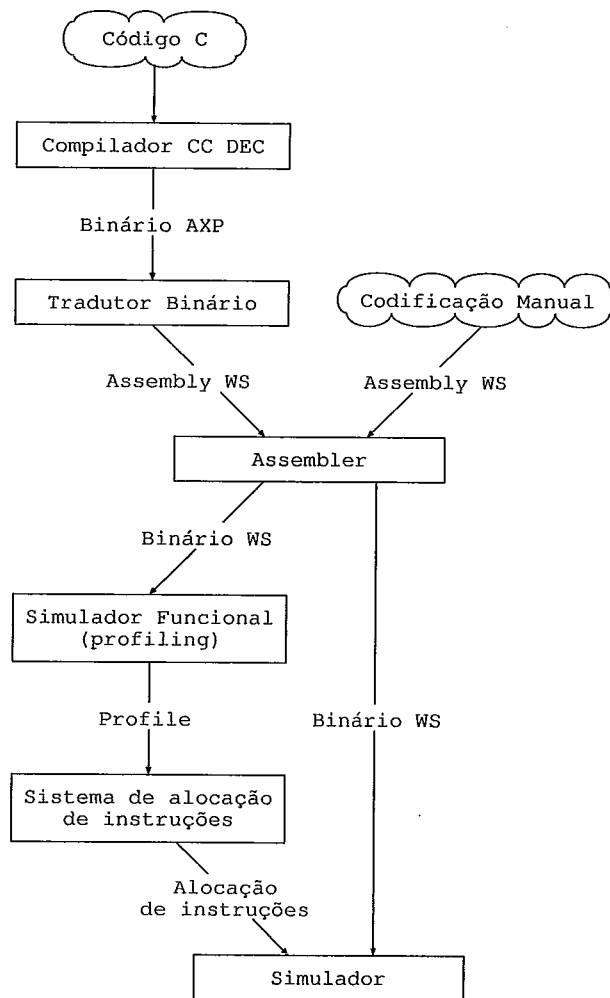 Código C
Compilador CC DEC
Binário AXP
Tradutor Binário
Codificação Manual
Assembly WS
Assembly WS
Assembler
Binário WS
Simulador Funcional
(profiling)
Profile
Binário WS
Sistema de alocação
de instruções
Alocação
de instruções
Simulador